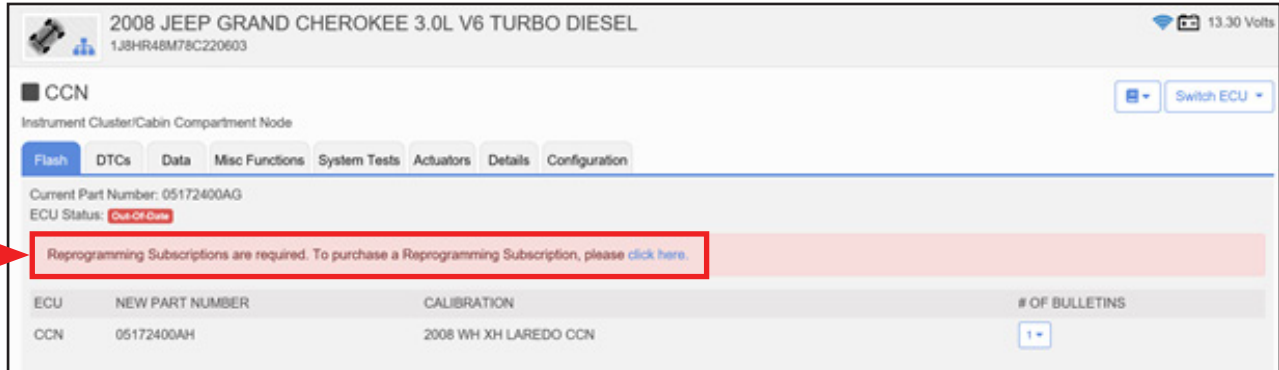 2008 JEEP GRAND CHEROKEE 3.0L V6 TURBO DIESEL
13.30 Volts
1J8HR48M78C220603
CCN
Switch ECU
Instrument Cluster/Cabin Compartment Node
Flash DTCs Data Misc Functions System Tests Actuators Details Configuration
Current Part Number: 05172400AG
ECU Status: Out-Of-Date
Reprogramming Subscriptions are required. To purchase a Reprogramming Subscription, please click here.
ECU NEW PART NUMBER CALIBRATION # OF BULLETINS
CCN 05172400AH 2008 WH XH LAREDO CCN 1